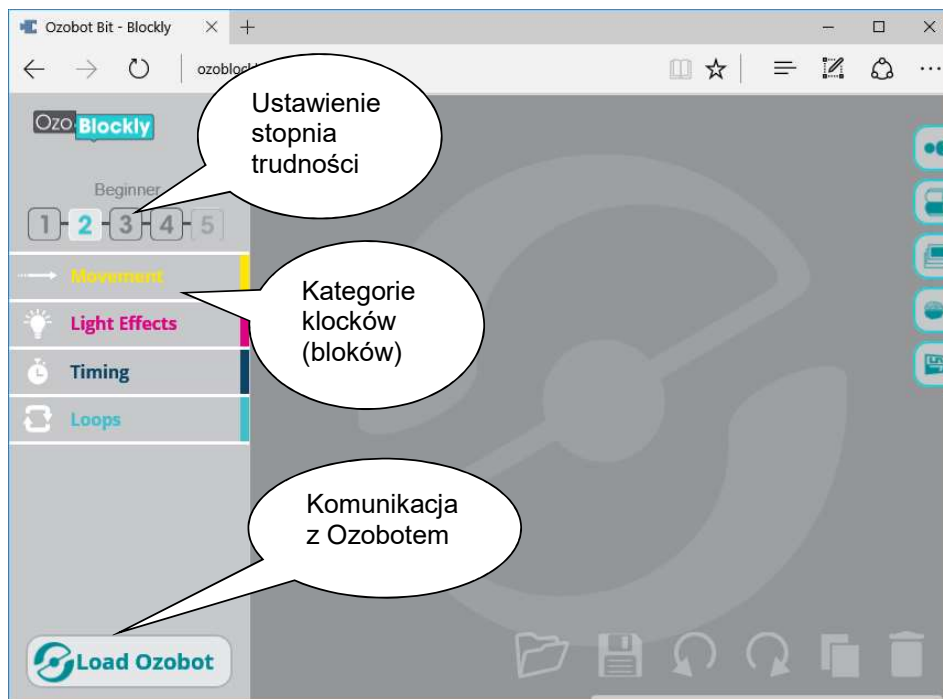 Ozobot Bit - Blockly
Ustawienie
stopnia
trudności
Ozo Blockly
Beginner
1 2 3 4 5
Movement
Light Effects
Timing
Loops
Kategorie
klocków
(bloków)
Komunikacja
z Ozobotem
Load Ozobot